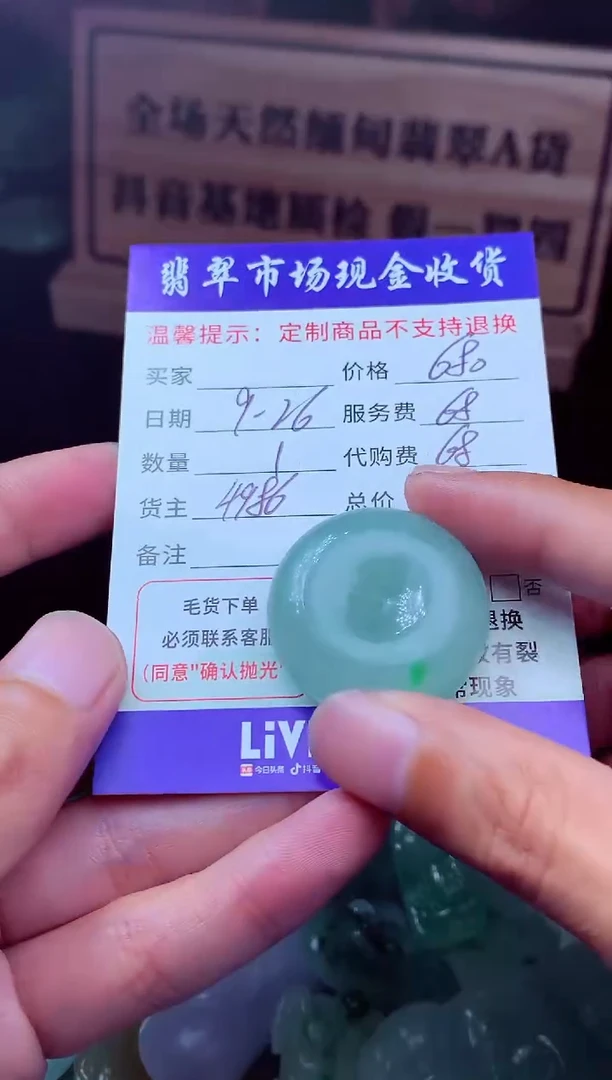 全场天然缅甸翡翠A货
抖音基地质检 假一
翡翠市场现金收货
温馨提示：定制商品不支持退换
买家 价格 680
日期 9-26 服务费 68
数量 1 代购费 68
货主 4986 总价
备注
否
毛货下单
退换
必须联系客服
有裂
(同意"确认抛光"
现象
LiV
今日头条 抖音